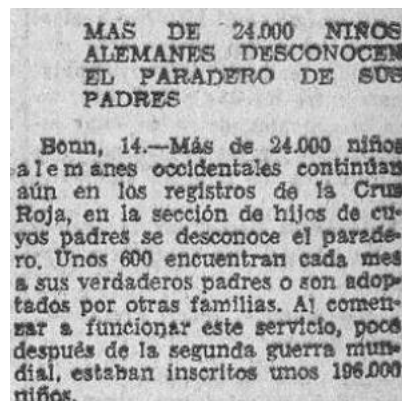 MAS DE 24.000 NIÑOS
ALEMANES DESCONOCEN
EL PARADERO DE SUS
PADRES
Bonn, 14.—Más de 24.000 niños
alemanes occidentales continúan
aún en los registros de la Cruz
Roja, en la sección de hijos de cu-
yos padres se desconoce el parade-
ro. Unos 600 encuentran cada mes
a sus verdaderos padres o son adop-
tados por otras familias. Al comen-
zar a funcionar este servicio, poco
después de la segunda guerra mun-
dial, estaban inscritos unos 196.000
niños.